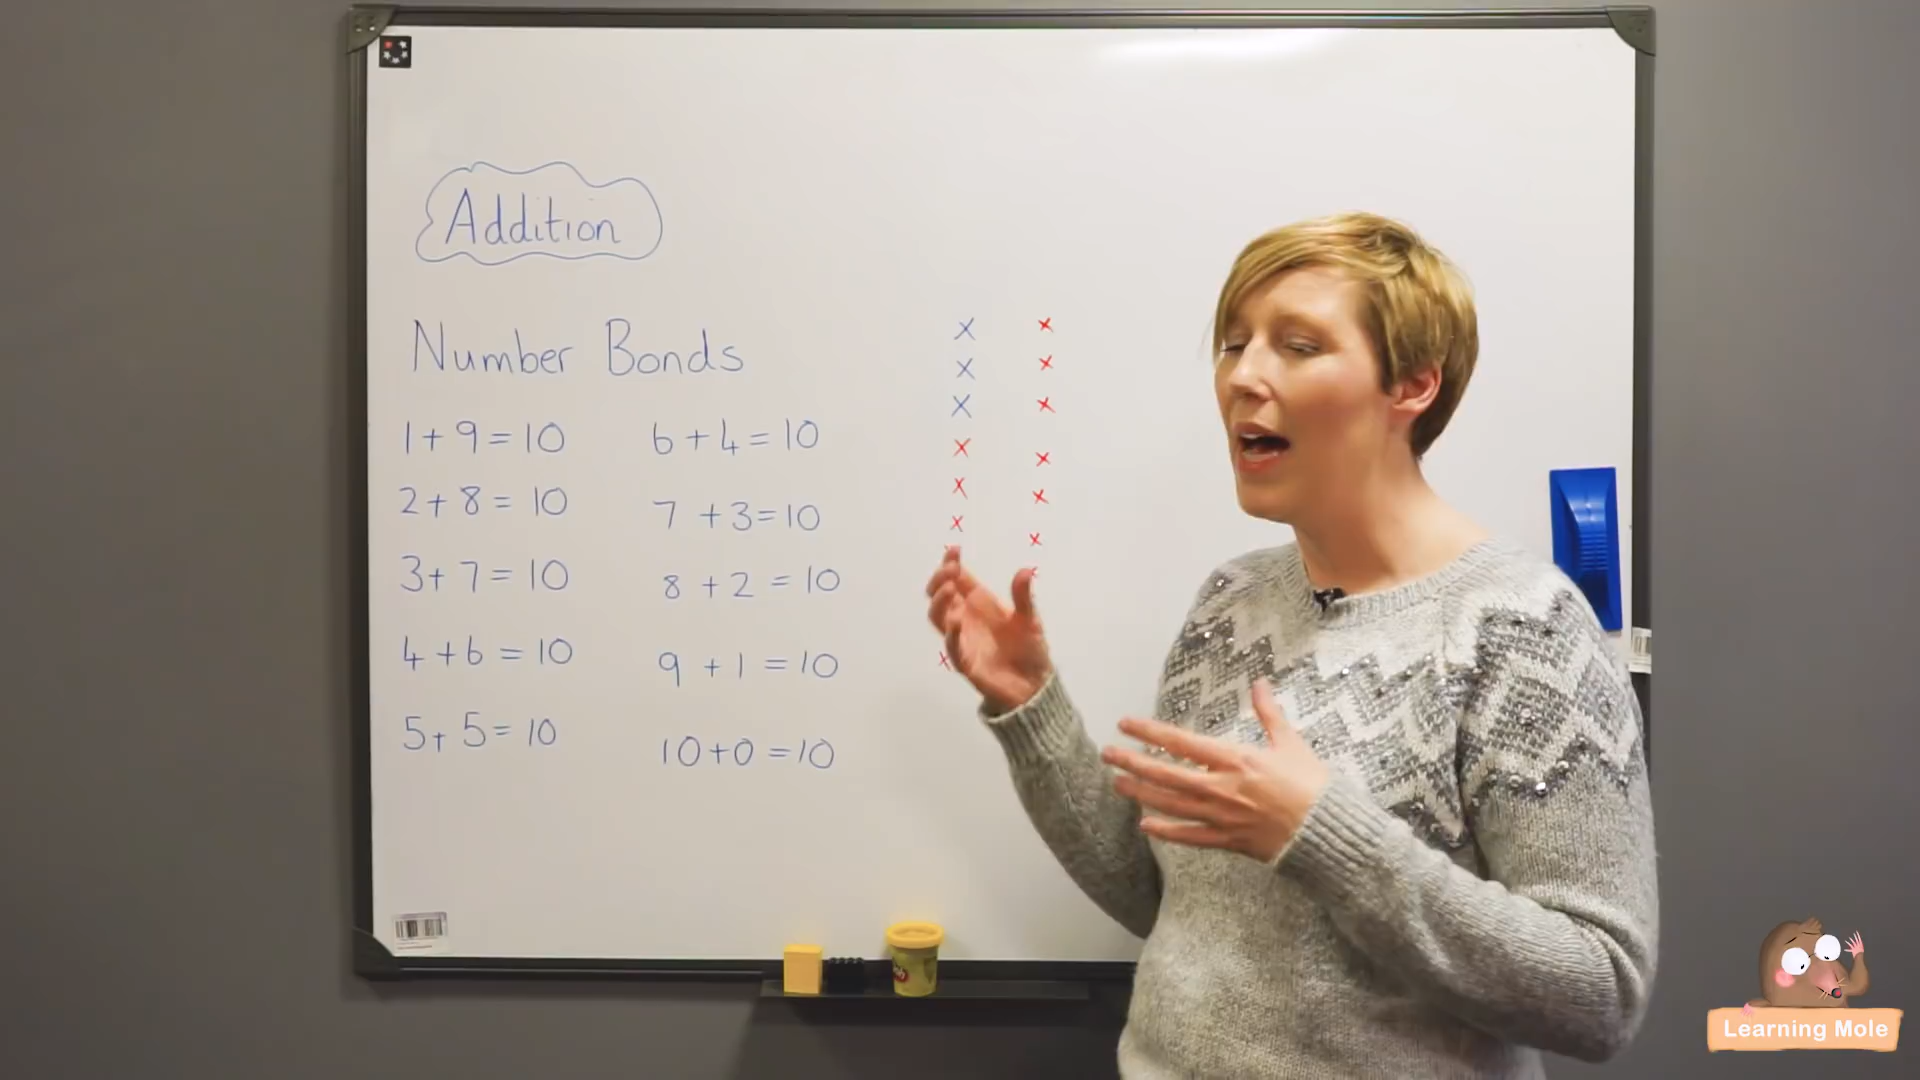 Addition
Number Bonds
1 + 9 = 10
2 + 8 = 10
3 + 7 = 10
4 + 6 = 10
5 + 5 = 10
6 + 4 = 10
7 + 3 = 10
8 + 2 = 10
9 + 1 = 10
10 + 0 = 10
x x
x x
x x
x x
x x
x x
x
Learning Mole